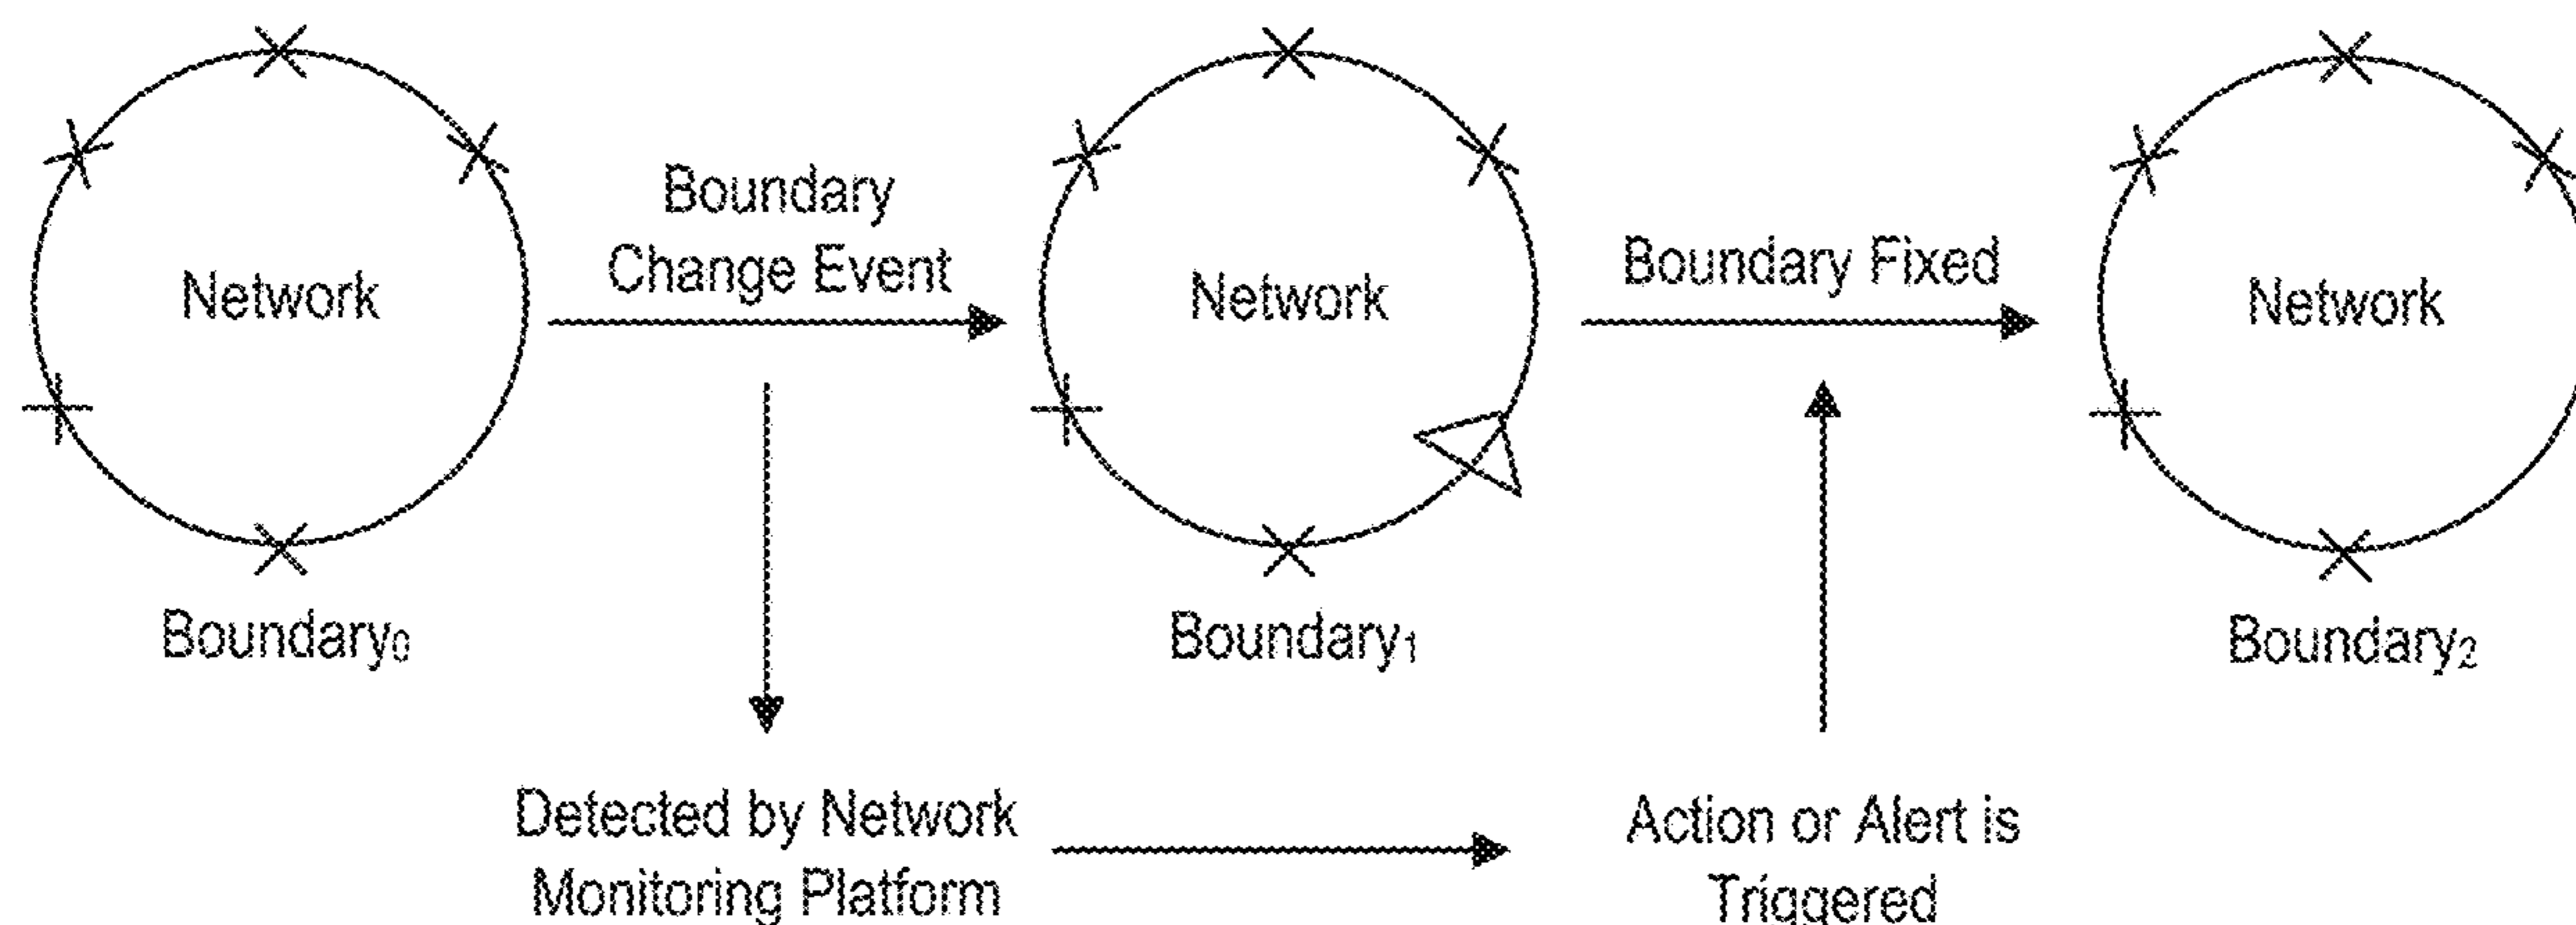 Network
Boundary₀
Boundary
Change Event
Network
Boundary₁
Boundary Fixed
Network
Boundary₂
Detected by Network
Monitoring Platform
Action or Alert is
Triggered